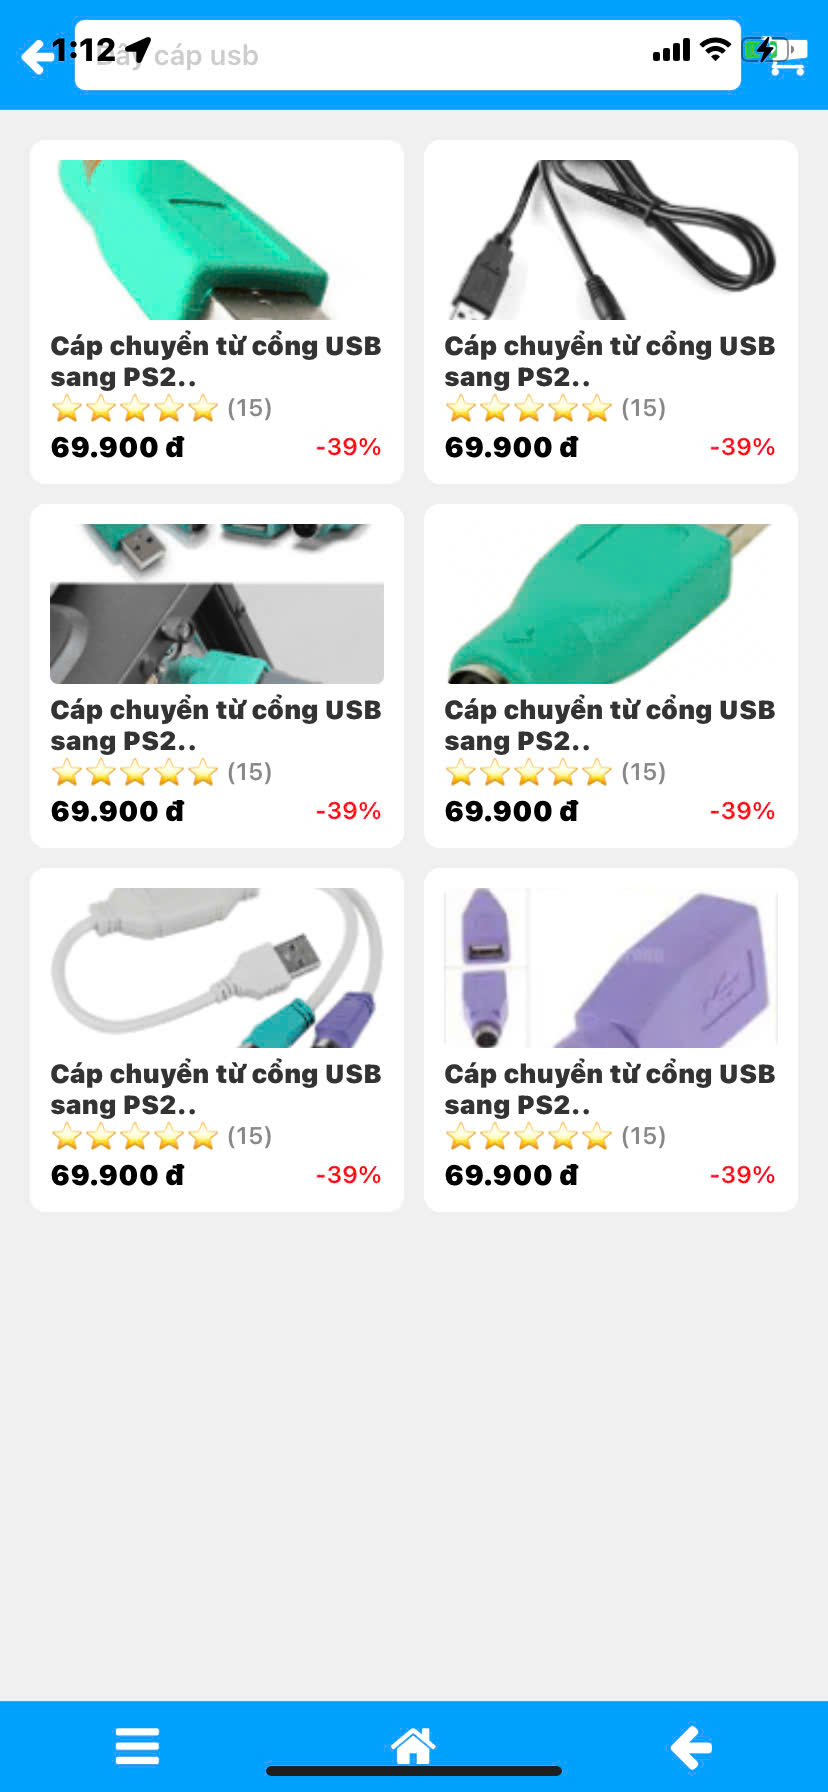 1:12
Dây cáp usb
Cáp chuyển từ cổng USB
sang PS2..
(15)
69.900 đ -39%
Cáp chuyển từ cổng USB
sang PS2..
(15)
69.900 đ -39%
Cáp chuyển từ cổng USB
sang PS2..
(15)
69.900 đ -39%
Cáp chuyển từ cổng USB
sang PS2..
(15)
69.900 đ -39%
Cáp chuyển từ cổng USB
sang PS2..
(15)
69.900 đ -39%
Cáp chuyển từ cổng USB
sang PS2..
(15)
69.900 đ -39%